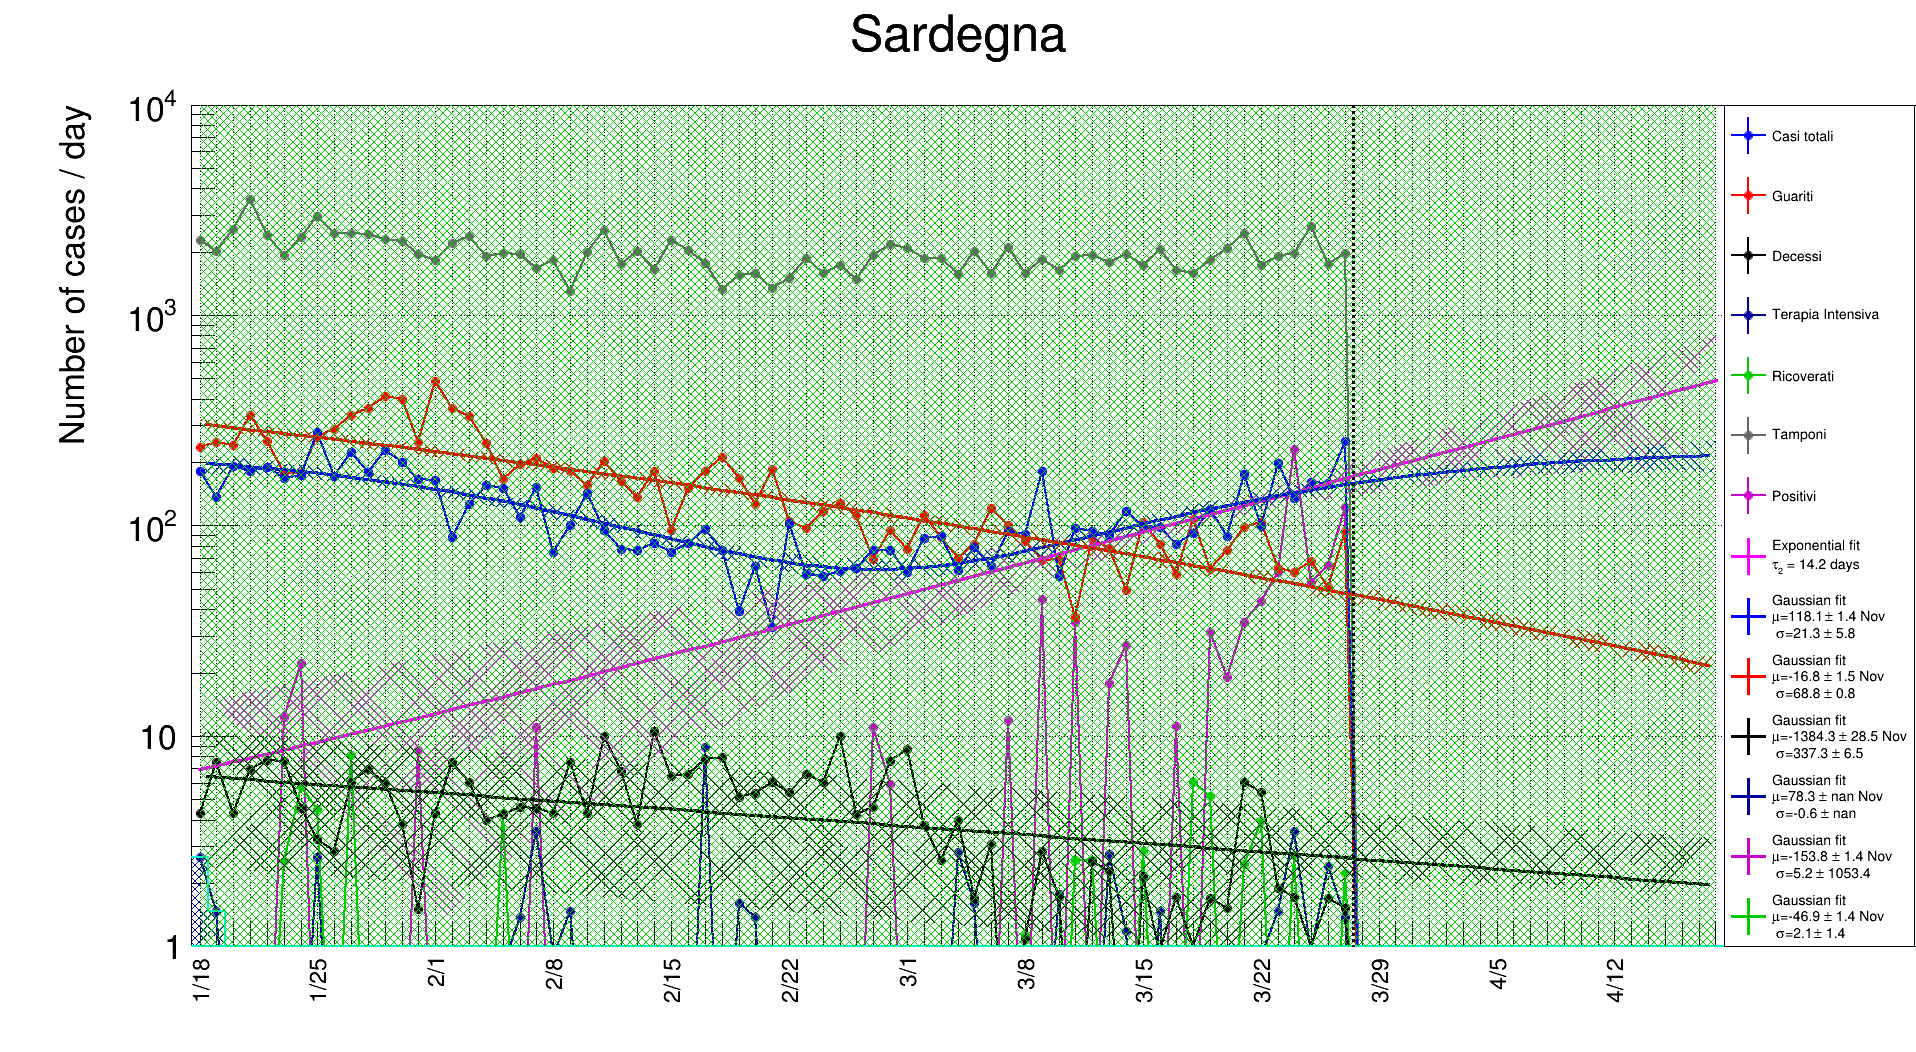 Sardegna
Number of cases / day
10^4
10^3
10^2
10
1
1/18
1/25
2/1
2/8
2/15
2/22
3/1
3/8
3/15
3/22
3/29
4/5
4/12
Casi totali
Guariti
Decessi
Terapia Intensiva
Ricoverati
Tamponi
Positivi
Exponential fit
τ₂ = 14.2 days
Gaussian fit
μ=118.1 ± 1.4 Nov
σ=21.3 ± 5.8
Gaussian fit
μ=-16.8 ± 1.5 Nov
σ=68.8 ± 0.8
Gaussian fit
μ=-1384.3 ± 28.5 Nov
σ=337.3 ± 6.5
Gaussian fit
μ=78.3 ± nan Nov
σ=-0.6 ± nan
Gaussian fit
μ=-153.8 ± 1.4 Nov
σ=5.2 ± 1053.4
Gaussian fit
μ=-46.9 ± 1.4 Nov
σ=2.1 ± 1.4